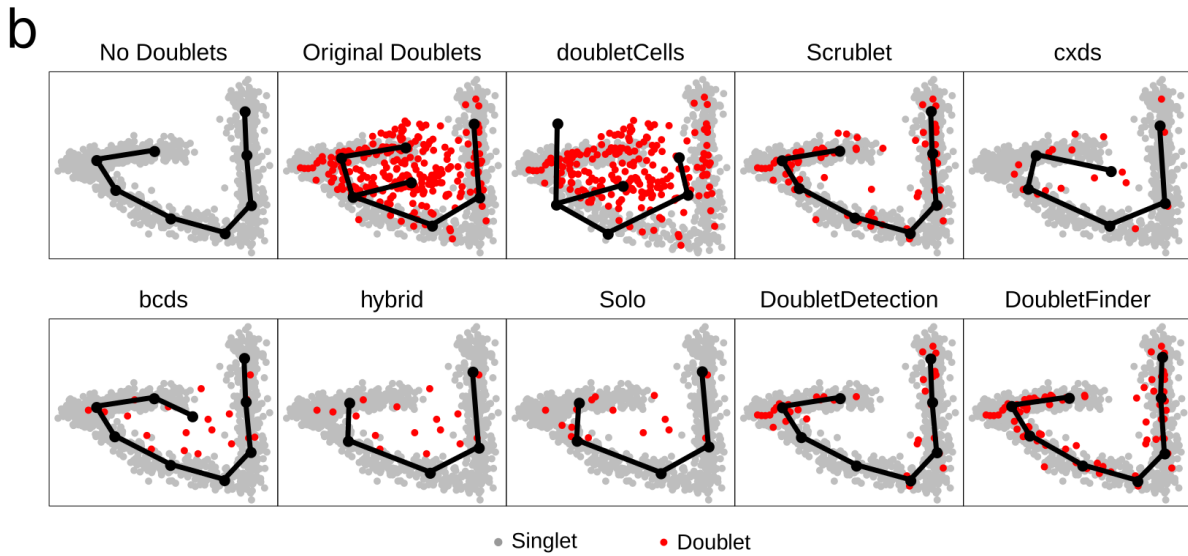 b
No Doublets Original Doublets doubletCells Scrublet cxds
bcds hybrid Solo DoubletDetection DoubletFinder
Singlet Doublet